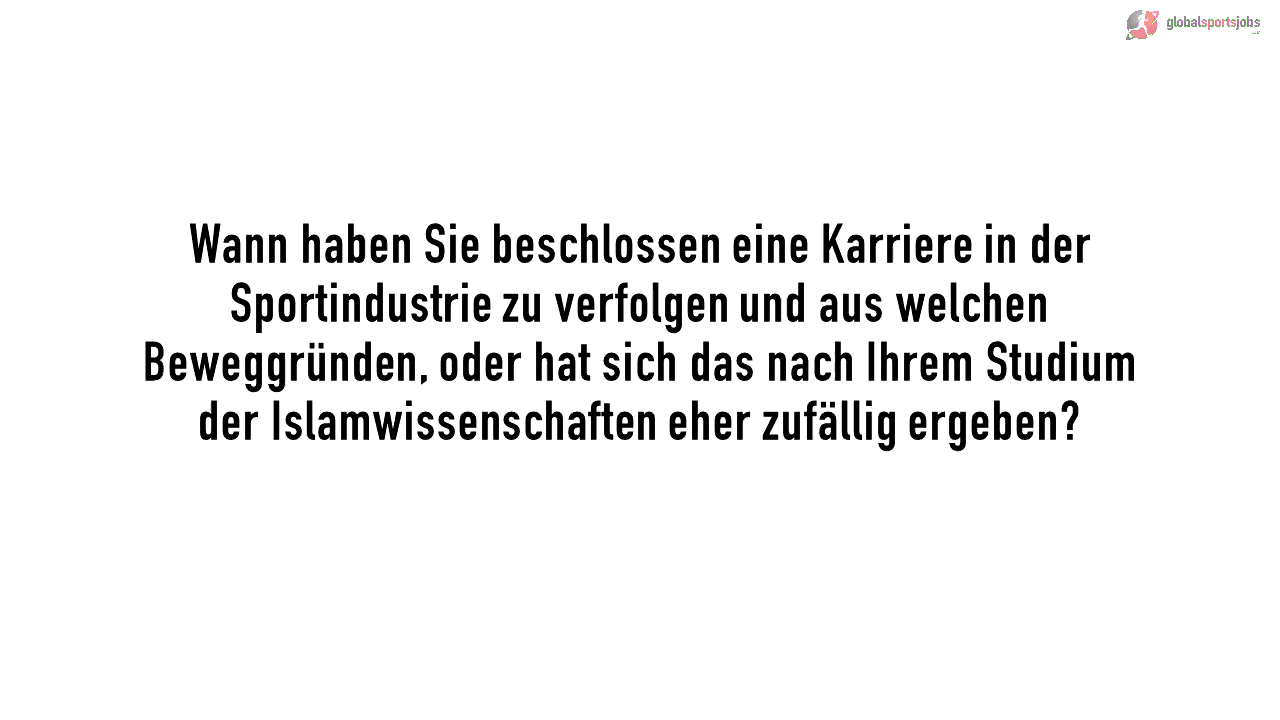 globalsportsjobs
Wann haben Sie beschlossen eine Karriere in der
Sportindustrie zu verfolgen und aus welchen
Beweggründen, oder hat sich das nach Ihrem Studium
der Islamwissenschaften eher zufällig ergeben?